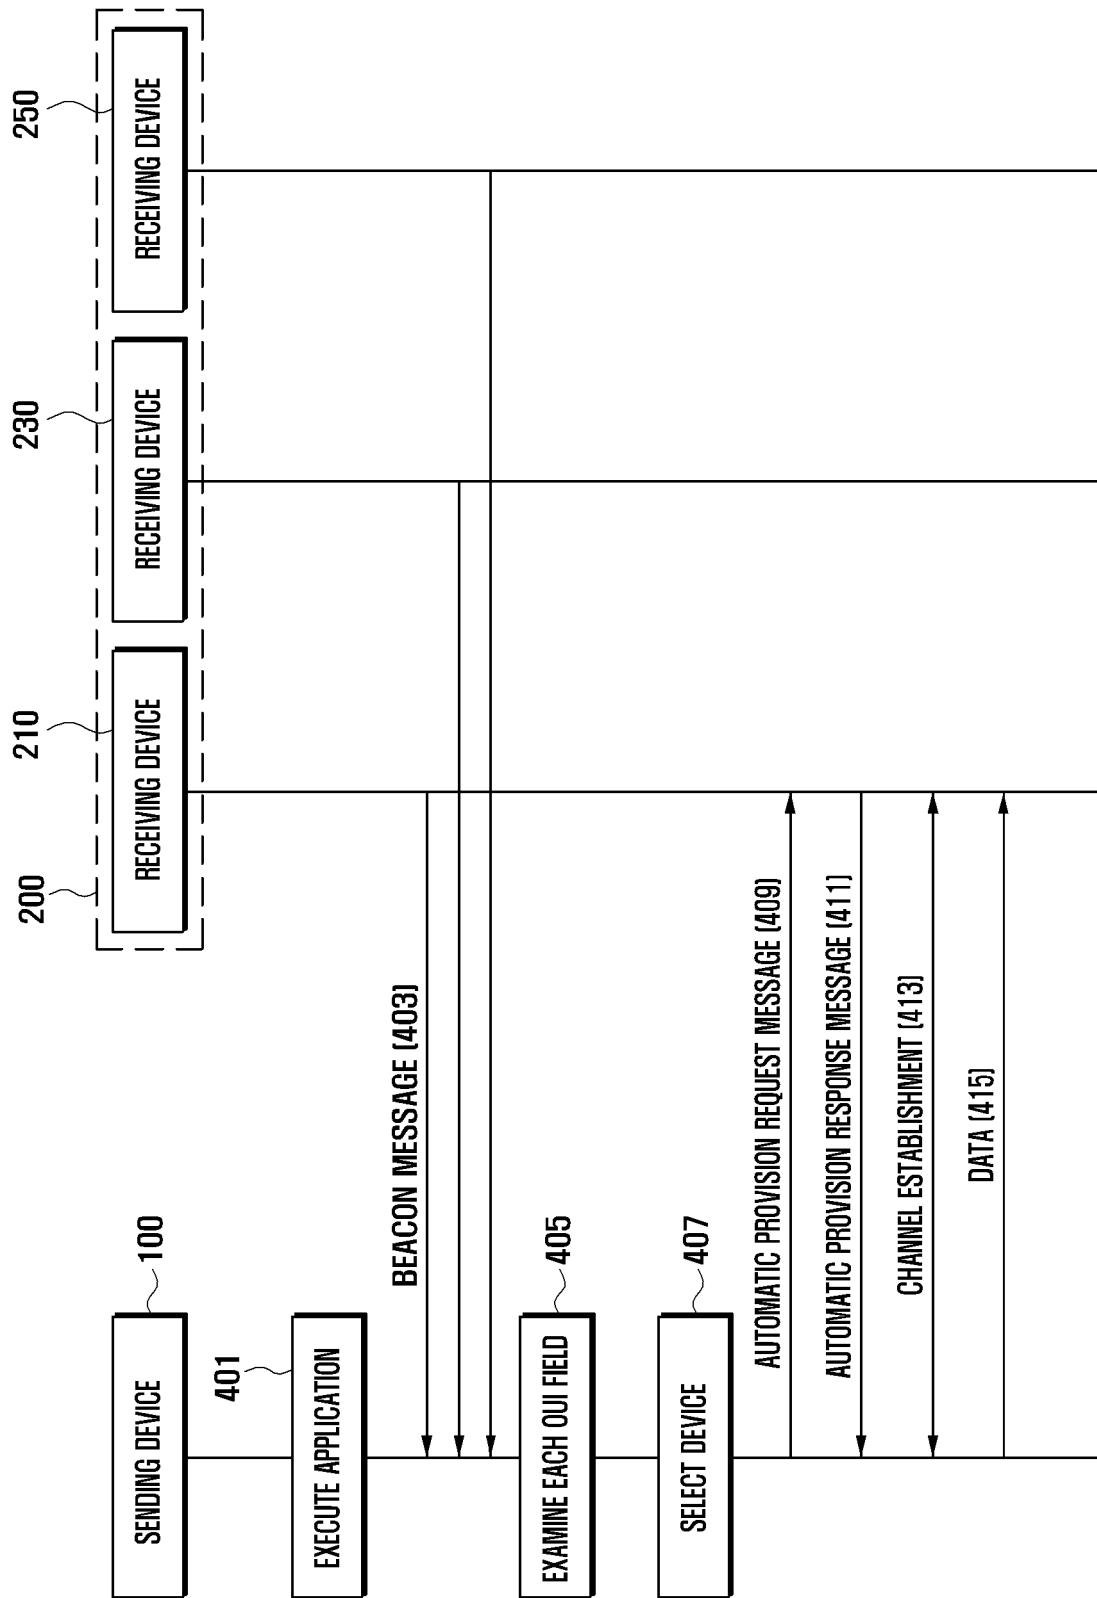 200
210
230
250
SENDING DEVICE
100
RECEIVING DEVICE
RECEIVING DEVICE
RECEIVING DEVICE
401
EXECUTE APPLICATION
BEACON MESSAGE (403)
EXAMINE EACH OUI FIELD
405
SELECT DEVICE
407
AUTOMATIC PROVISION REQUEST MESSAGE (409)
AUTOMATIC PROVISION RESPONSE MESSAGE (411)
CHANNEL ESTABLISHMENT (413)
DATA (415)